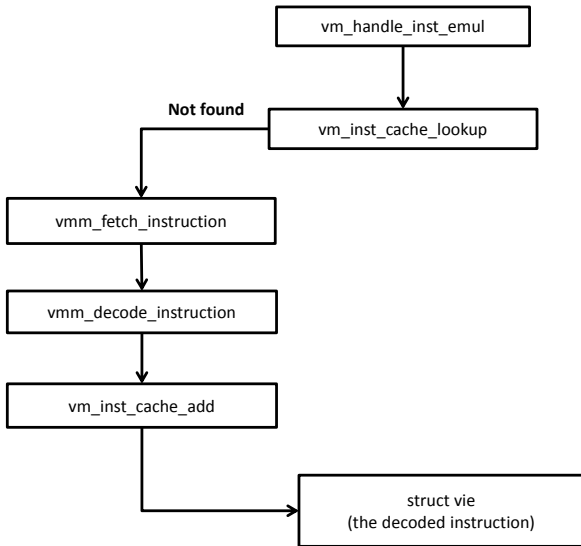 vm_handle_inst_emul
Not found
vm_inst_cache_lookup
vmm_fetch_instruction
vmm_decode_instruction
vm_inst_cache_add
struct vie
(the decoded instruction)